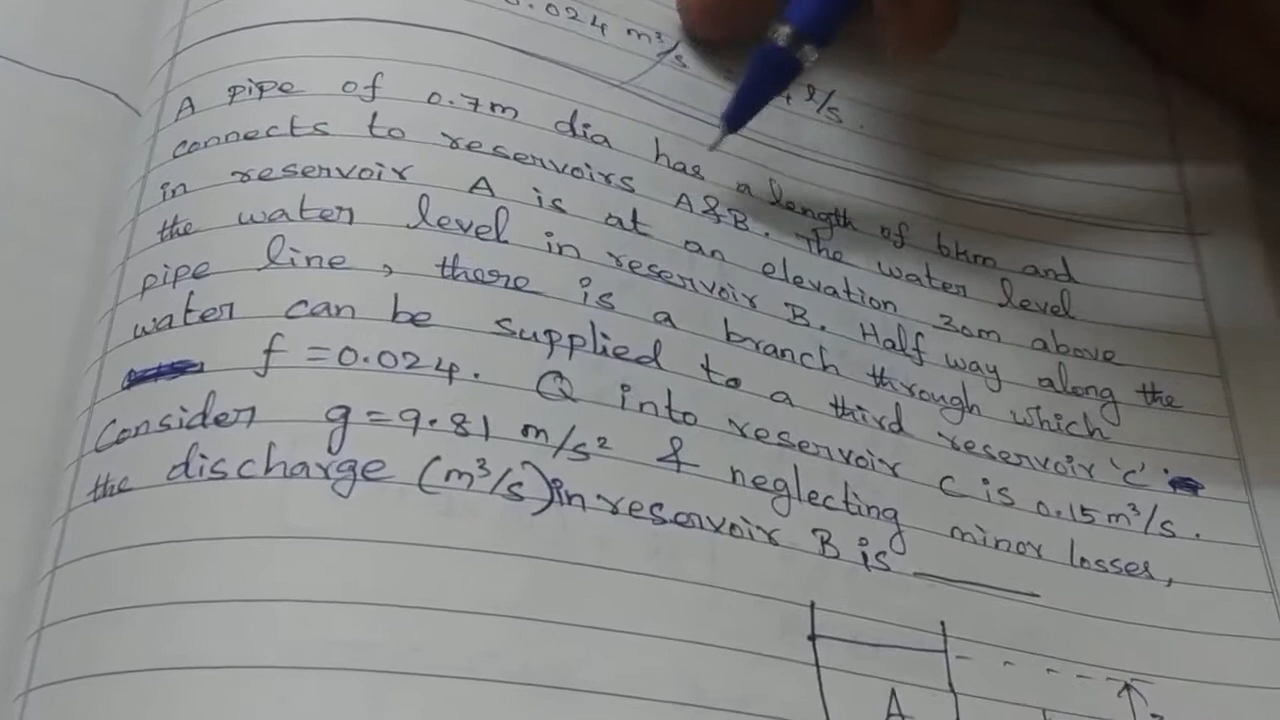 0.024 m³/s
l/s.
A pipe of 0.7m dia has a length of 6km and
connects to reservoirs A&B. The water level
in reservoir A is at an elevation 30m above
the water level in reservoir B. Half way along the
pipe line, there is a branch through which
water can be supplied to a third reservoir 'C'
f = 0.024. Q into reservoir C is 0.15m³/s.
Consider g = 9.81 m/s² & neglecting minor losses,
the discharge (m³/s) in reservoir B is
A